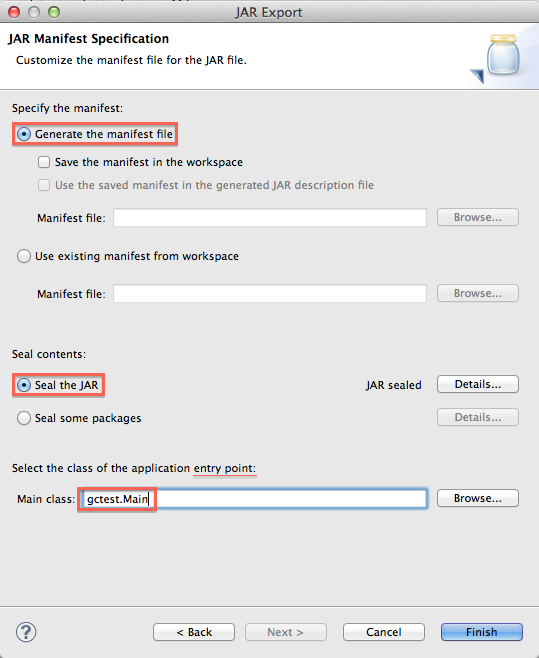 JAR Export
JAR Manifest Specification
Customize the manifest file for the JAR file.
Specify the manifest:
Generate the manifest file
Save the manifest in the workspace
Use the saved manifest in the generated JAR description file
Manifest file: Browse...
Use existing manifest from workspace
Manifest file: Browse...
Seal contents:
Seal the JAR JAR sealed Details...
Seal some packages Details...
Select the class of the application entry point:
Main class: gctest.Main Browse...
? < Back Next > Cancel Finish